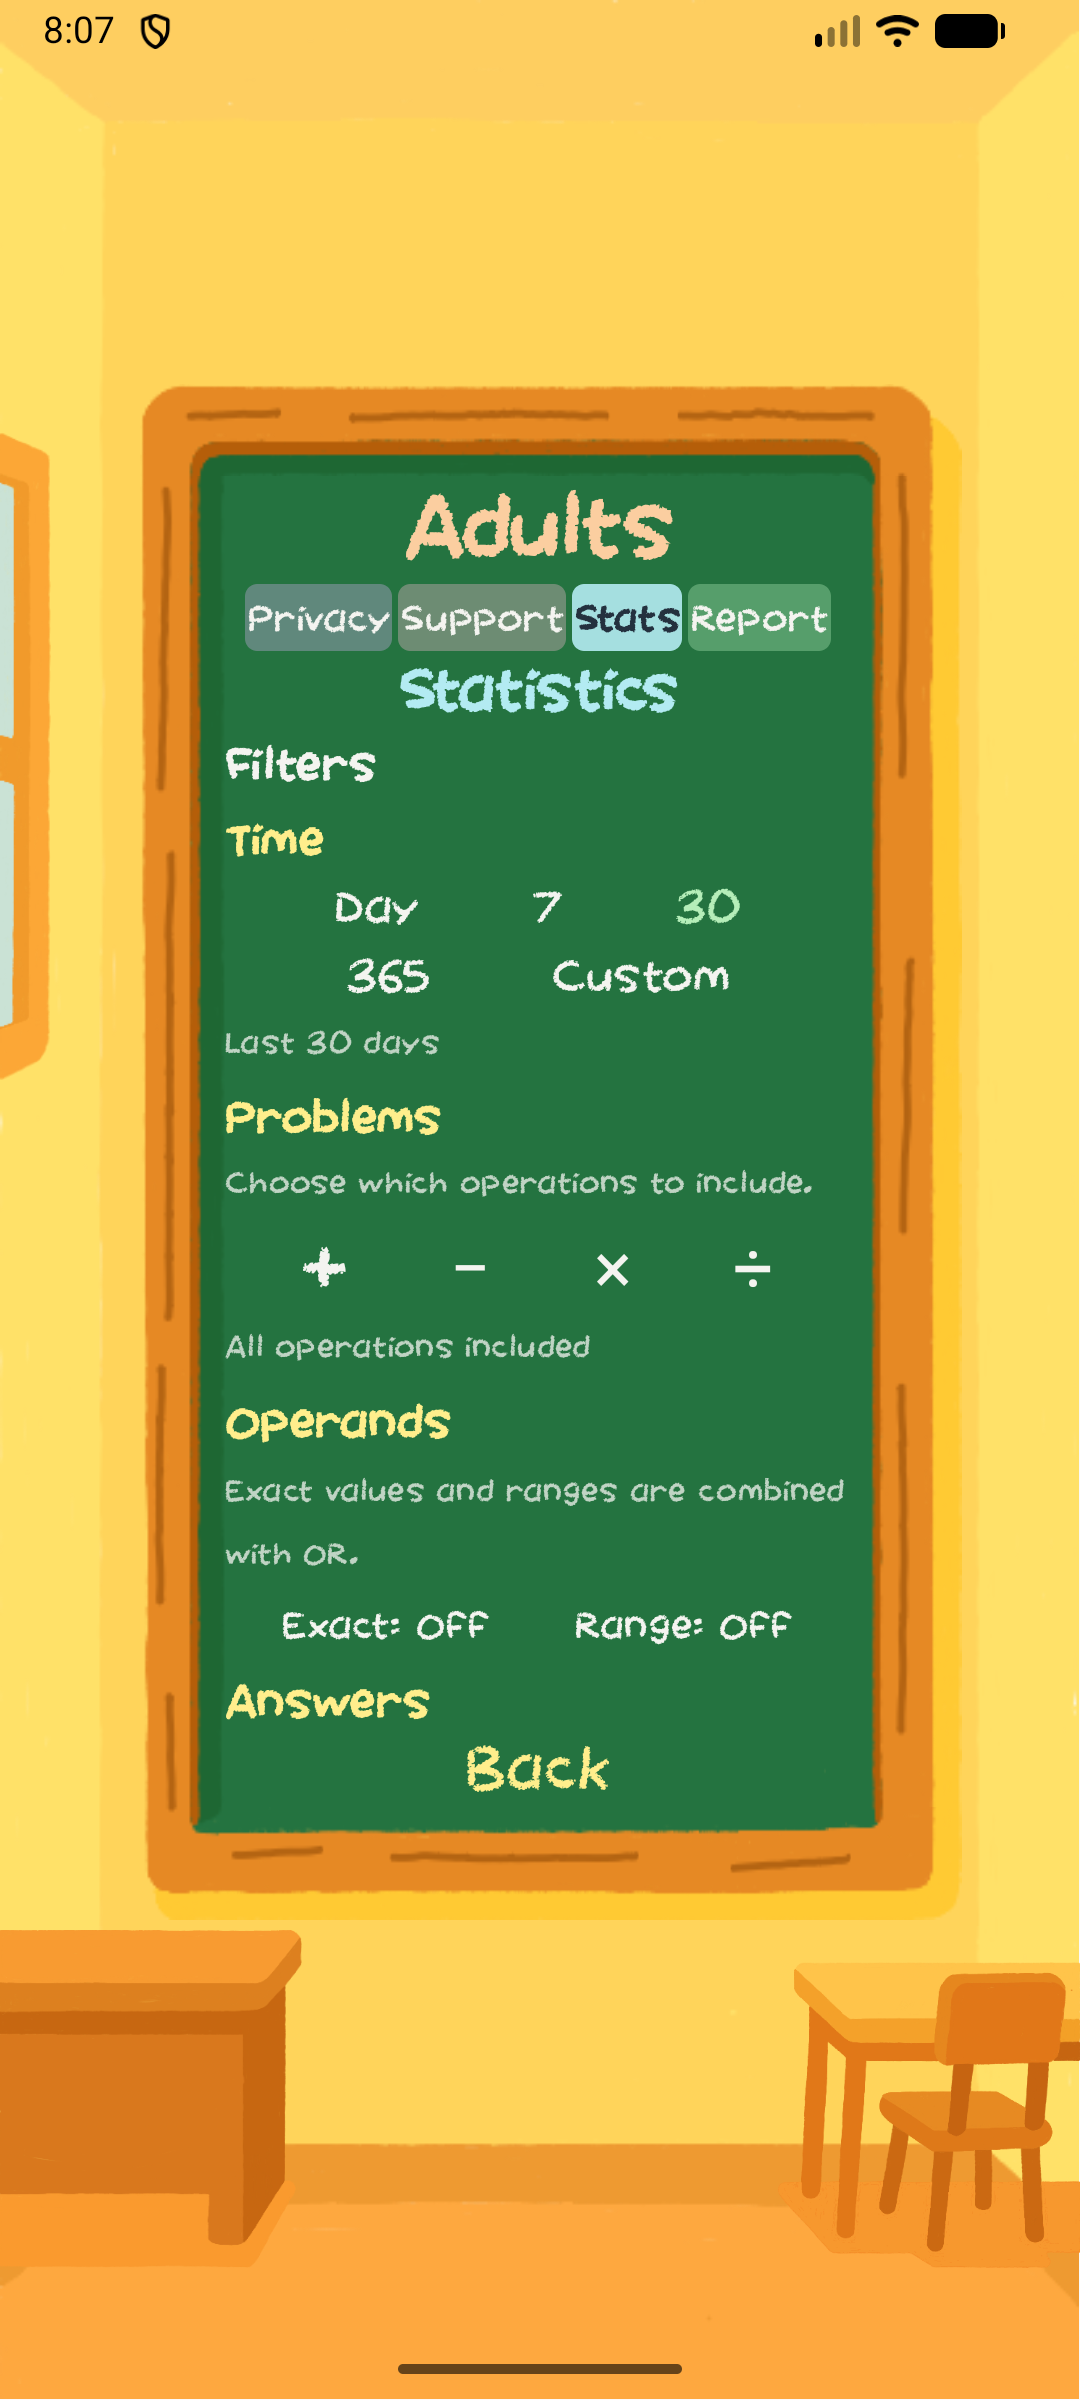 8:07
Adults
Privacy Support Stats Report
Statistics
Filters
Time
Day 7 30
365 Custom
Last 30 days
Problems
Choose which operations to include.
+ − × ÷
All operations included
Operands
Exact values and ranges are combined
with OR.
Exact: Off Range: Off
Answers
Back